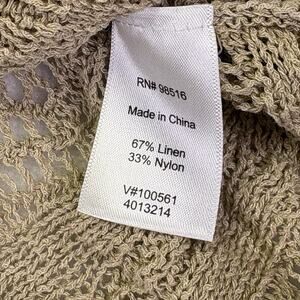 RN# 98516
Made in China
67% Linen
33% Nylon
V#100561
4013214